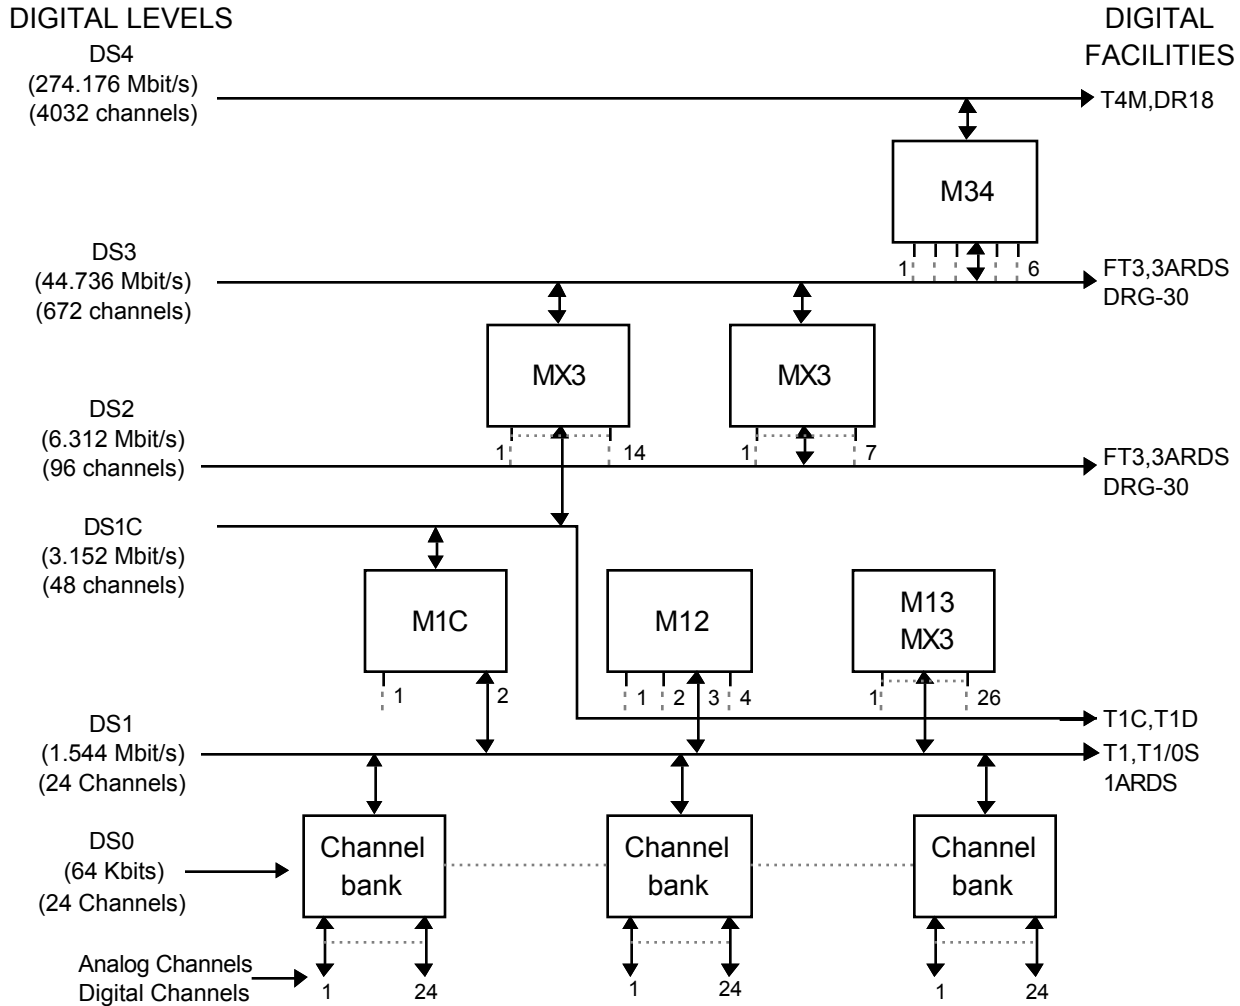 DIGITAL LEVELS
DIGITAL
FACILITIES
DS4
(274.176 Mbit/s)
(4032 channels)
T4M,DR18
M34
1
6
DS3
(44.736 Mbit/s)
(672 channels)
FT3,3ARDS
DRG-30
MX3
MX3
DS2
(6.312 Mbit/s)
(96 channels)
1
14
1
7
FT3,3ARDS
DRG-30
DS1C
(3.152 Mbit/s)
(48 channels)
M1C
M12
M13
MX3
1
2
1
2
3
4
1
26
T1C,T1D
DS1
(1.544 Mbit/s)
(24 Channels)
T1,T1/0S
1ARDS
DS0
(64 Kbits)
(24 Channels)
Channel
bank
Channel
bank
Channel
bank
Analog Channels
Digital Channels
1
24
1
24
1
24